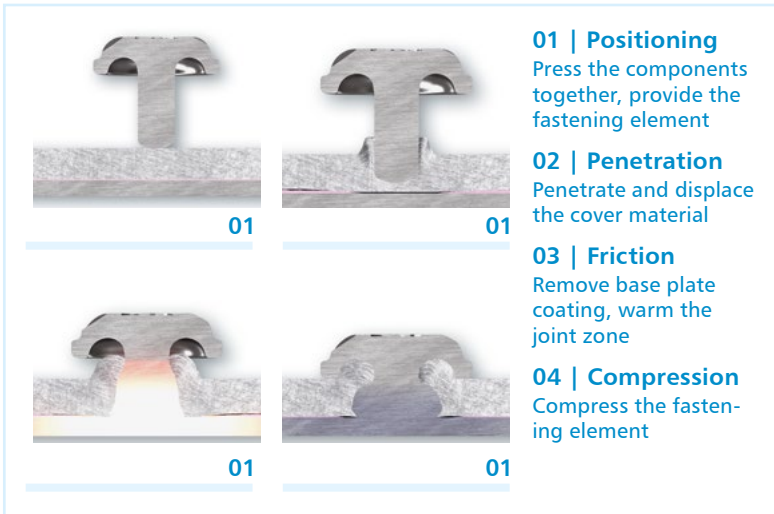 01
01
01
01
01 | Positioning
Press the components
together, provide the
fastening element
02 | Penetration
Penetrate and displace
the cover material
03 | Friction
Remove base plate
coating, warm the
joint zone
04 | Compression
Compress the fasten-
ing element